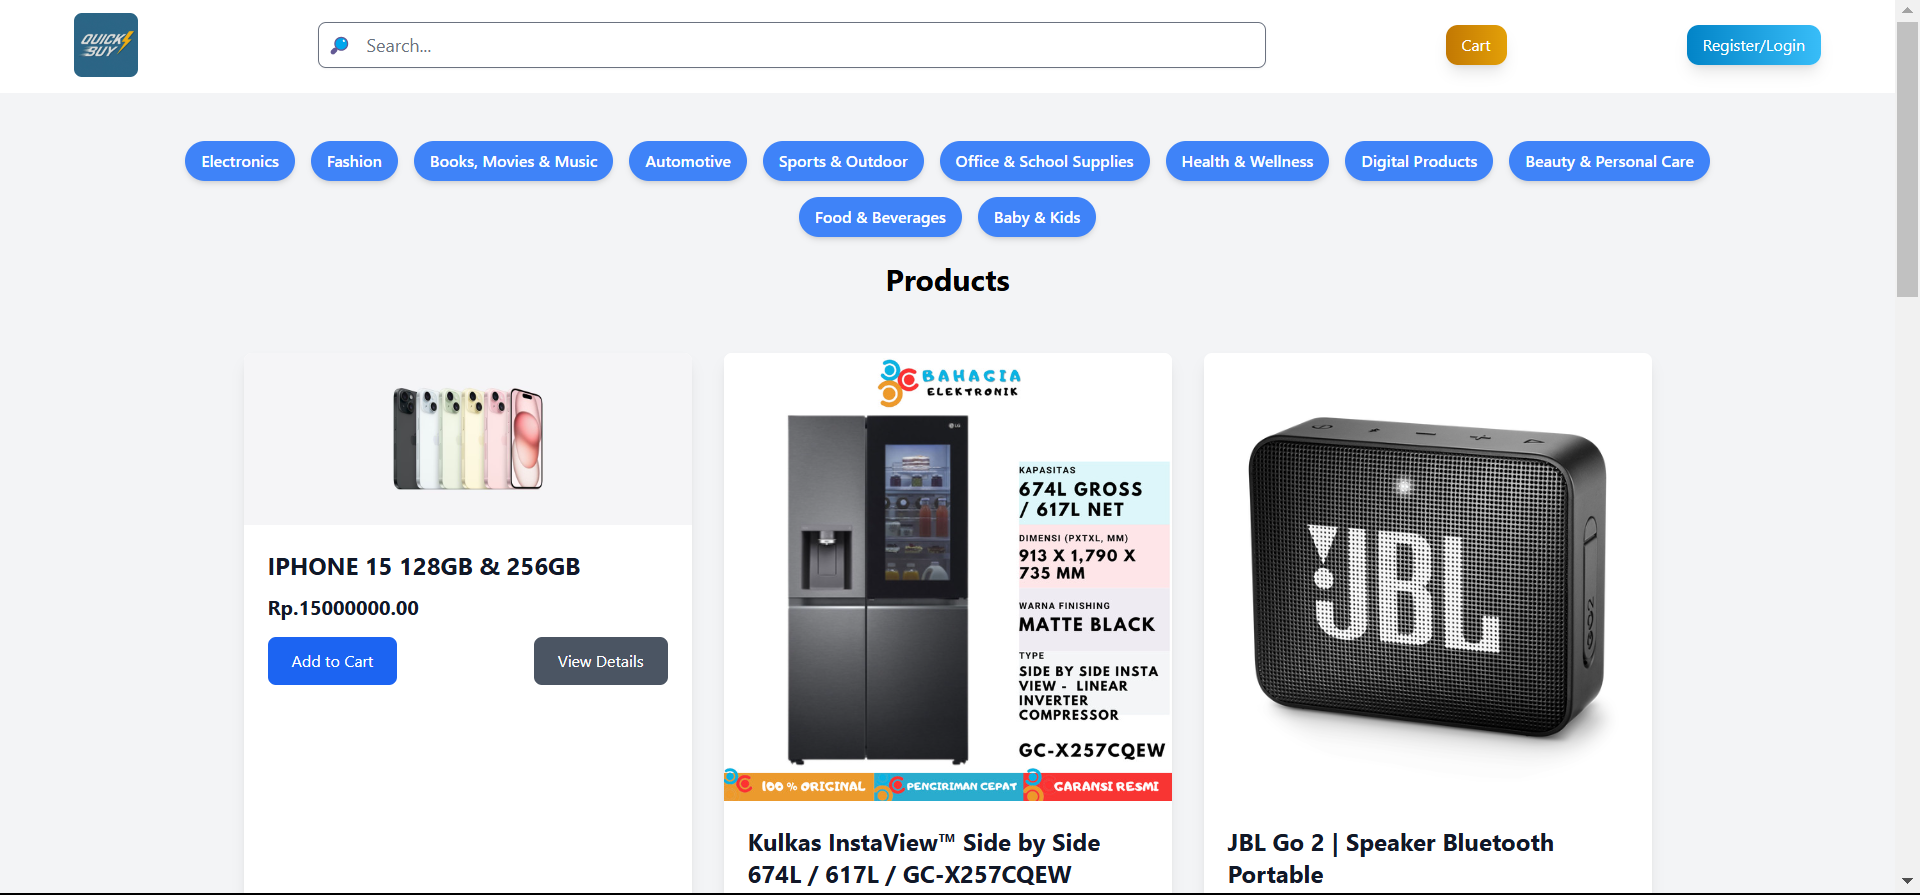 QUICK
BUY
Search...
Cart
Register/Login
Electronics
Fashion
Books, Movies & Music
Automotive
Sports & Outdoor
Office & School Supplies
Health & Wellness
Digital Products
Beauty & Personal Care
Food & Beverages
Baby & Kids
Products
IPHONE 15 128GB & 256GB
Rp.15000000.00
Add to Cart
View Details
BAHAGIA
ELEKTRONIK
LG
KAPASITAS
674L GROSS
/ 617L NET
DIMENSI (PXTXL, MM)
913 X 1,790 X
735 MM
WARNA FINISHING
MATTE BLACK
TYPE
SIDE BY SIDE INSTA
VIEW - LINEAR
INVERTER
COMPRESSOR
GC-X257CQEW
100 % ORIGINAL
PENGIRIMAN CEPAT
GARANSI RESMI
Kulkas InstaView™ Side by Side
674L / 617L / GC-X257CQEW
JBL
GO2
JBL Go 2 | Speaker Bluetooth
Portable